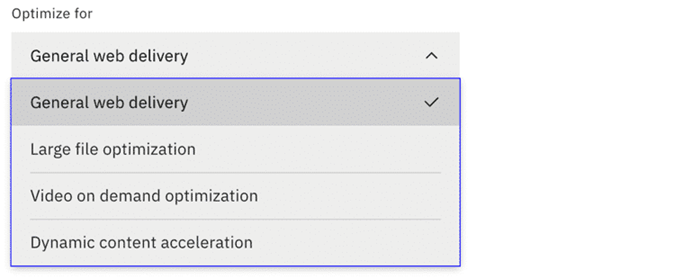 Optimize for
General web delivery
General web delivery
Large file optimization
Video on demand optimization
Dynamic content acceleration